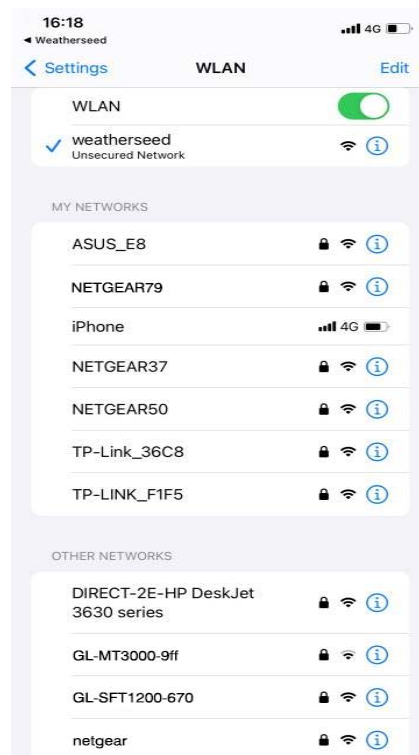 16:18
4G
◀ Weatherseed
Settings
WLAN
Edit
WLAN
weatherseed
Unsecured Network
MY NETWORKS
ASUS_E8
NETGEAR79
iPhone
4G
NETGEAR37
NETGEAR50
TP-Link_36C8
TP-LINK_F1F5
OTHER NETWORKS
DIRECT-2E-HP DeskJet
3630 series
GL-MT3000-9ff
GL-SFT1200-670
netgear